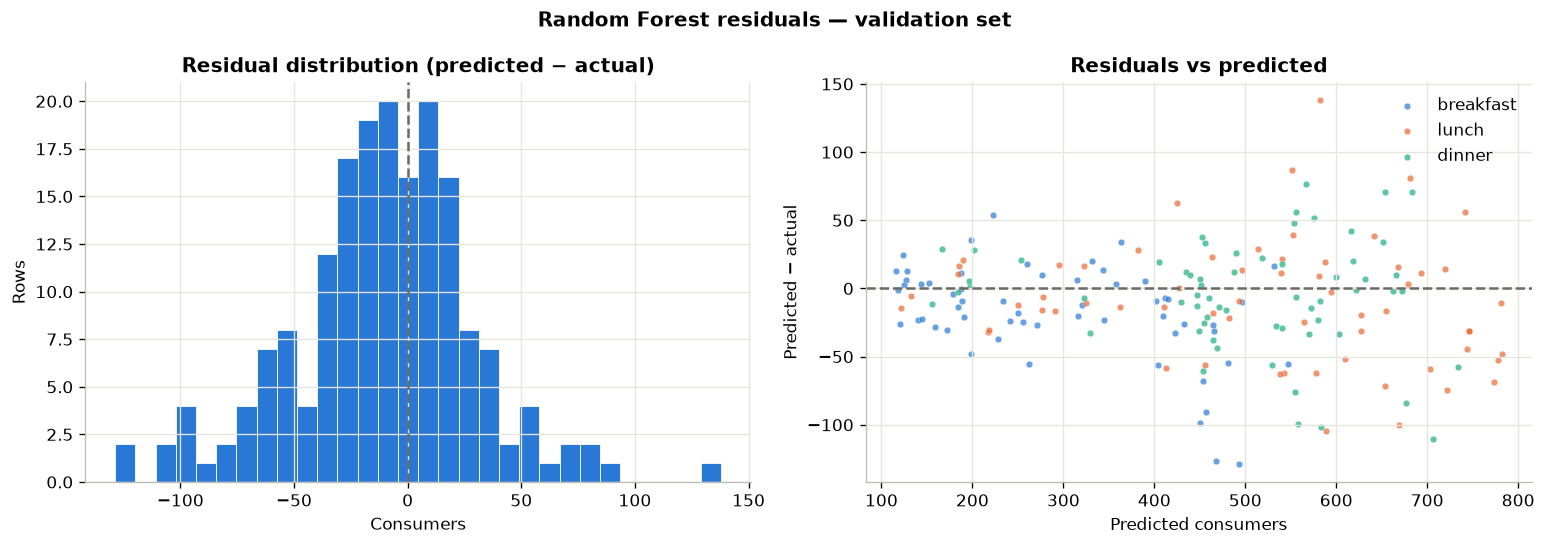 Random Forest residuals — validation set
Residual distribution (predicted − actual)
20.0
17.5
15.0
12.5
10.0
7.5
5.0
2.5
0.0
Rows
−100
−50
0
50
100
150
Consumers
Residuals vs predicted
150
100
50
0
−50
−100
Predicted − actual
breakfast
lunch
dinner
100
200
300
400
500
600
700
800
Predicted consumers